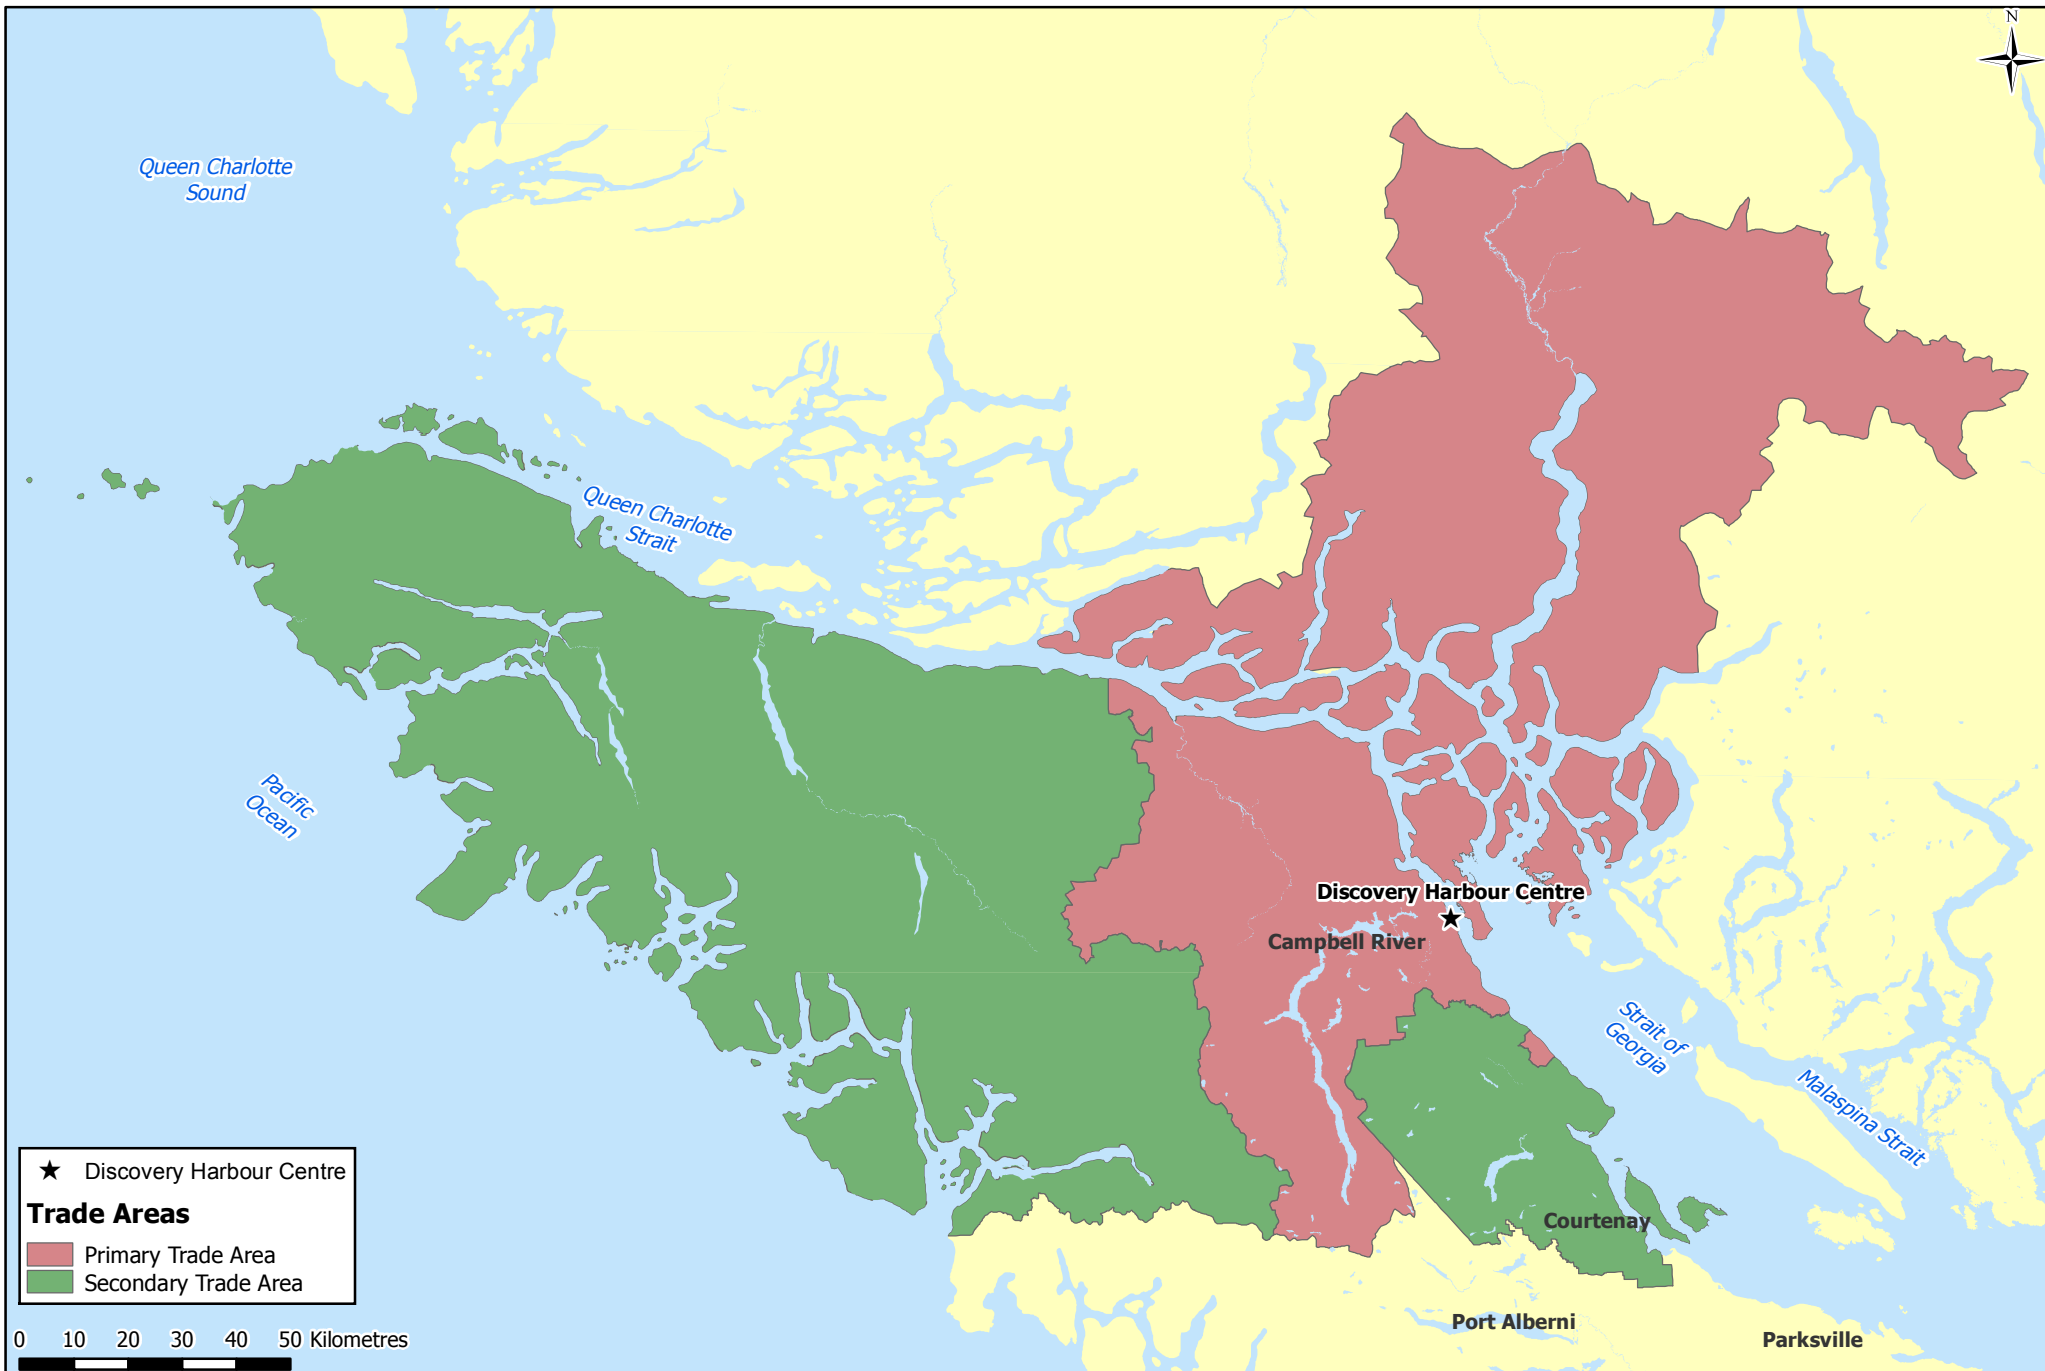 N
Queen Charlotte
Sound
Queen Charlotte
Strait
Pacific
Ocean
Discovery Harbour Centre
Campbell River
Strait of
Georgia
Malaspina Strait
Courtenay
Port Alberni
Parksville
Discovery Harbour Centre
Trade Areas
Primary Trade Area
Secondary Trade Area
0 10 20 30 40 50 Kilometres